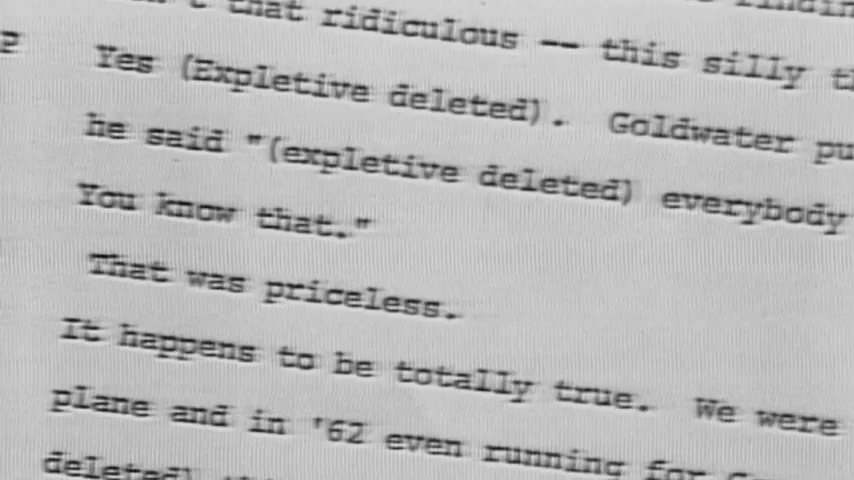 that ridiculous -- this silly
P Yes (Expletive deleted). Goldwater
he said "(expletive deleted) everybody
You know that."
That was priceless.
It happens to be totally true. We were
plane and in '62 even running for
deleted)